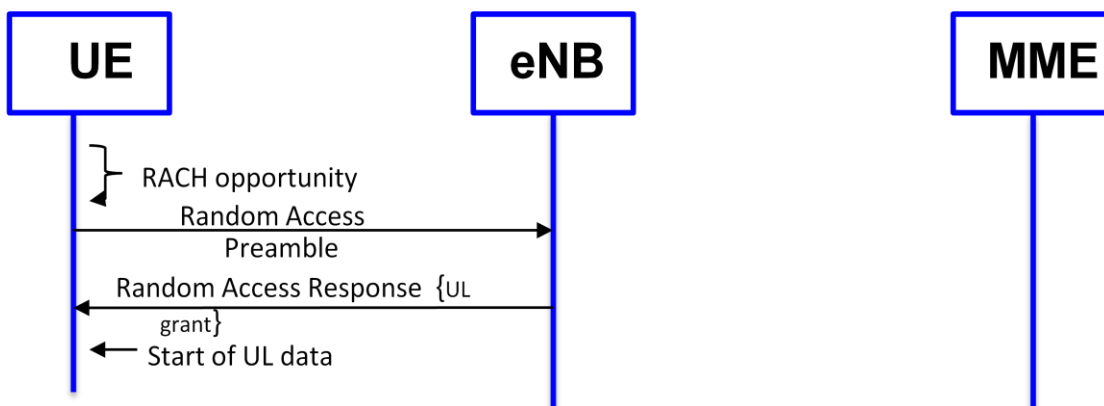 UE
eNB
MME
RACH opportunity
Random Access
Preamble
Random Access Response {UL
grant}
Start of UL data